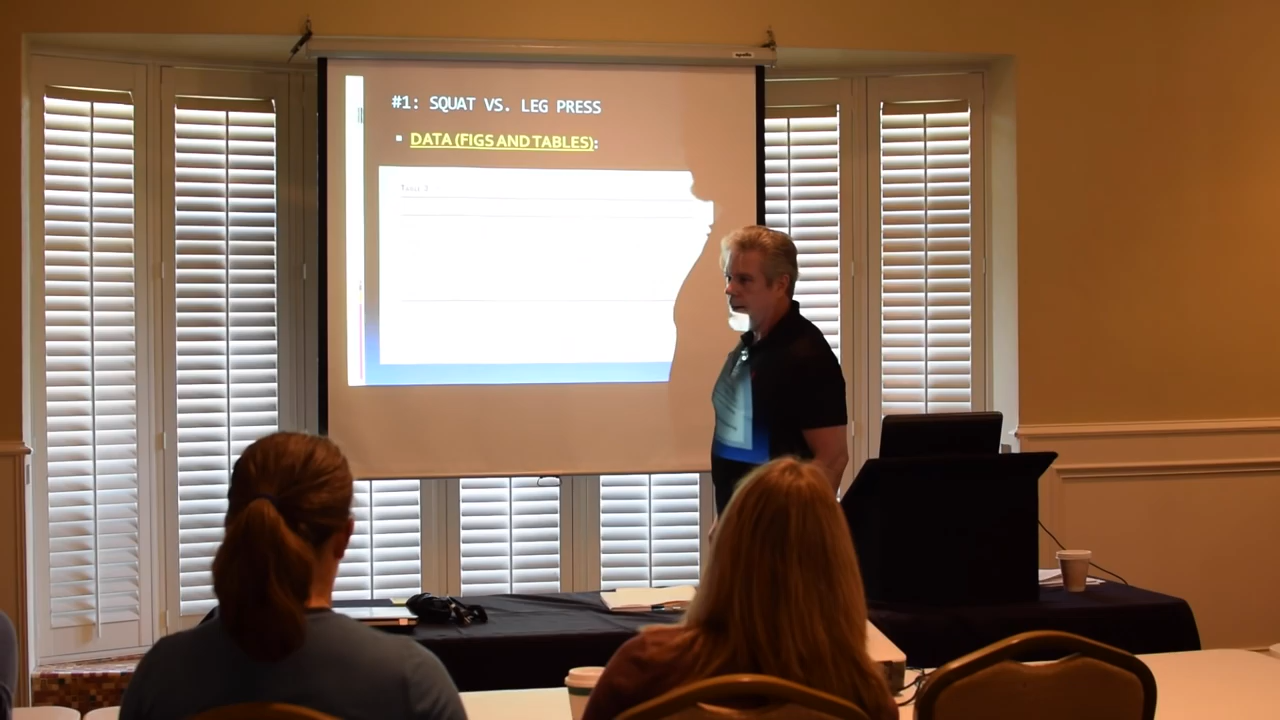 #1: SQUAT VS. LEG PRESS
▪ DATA (FIGS AND TABLES):